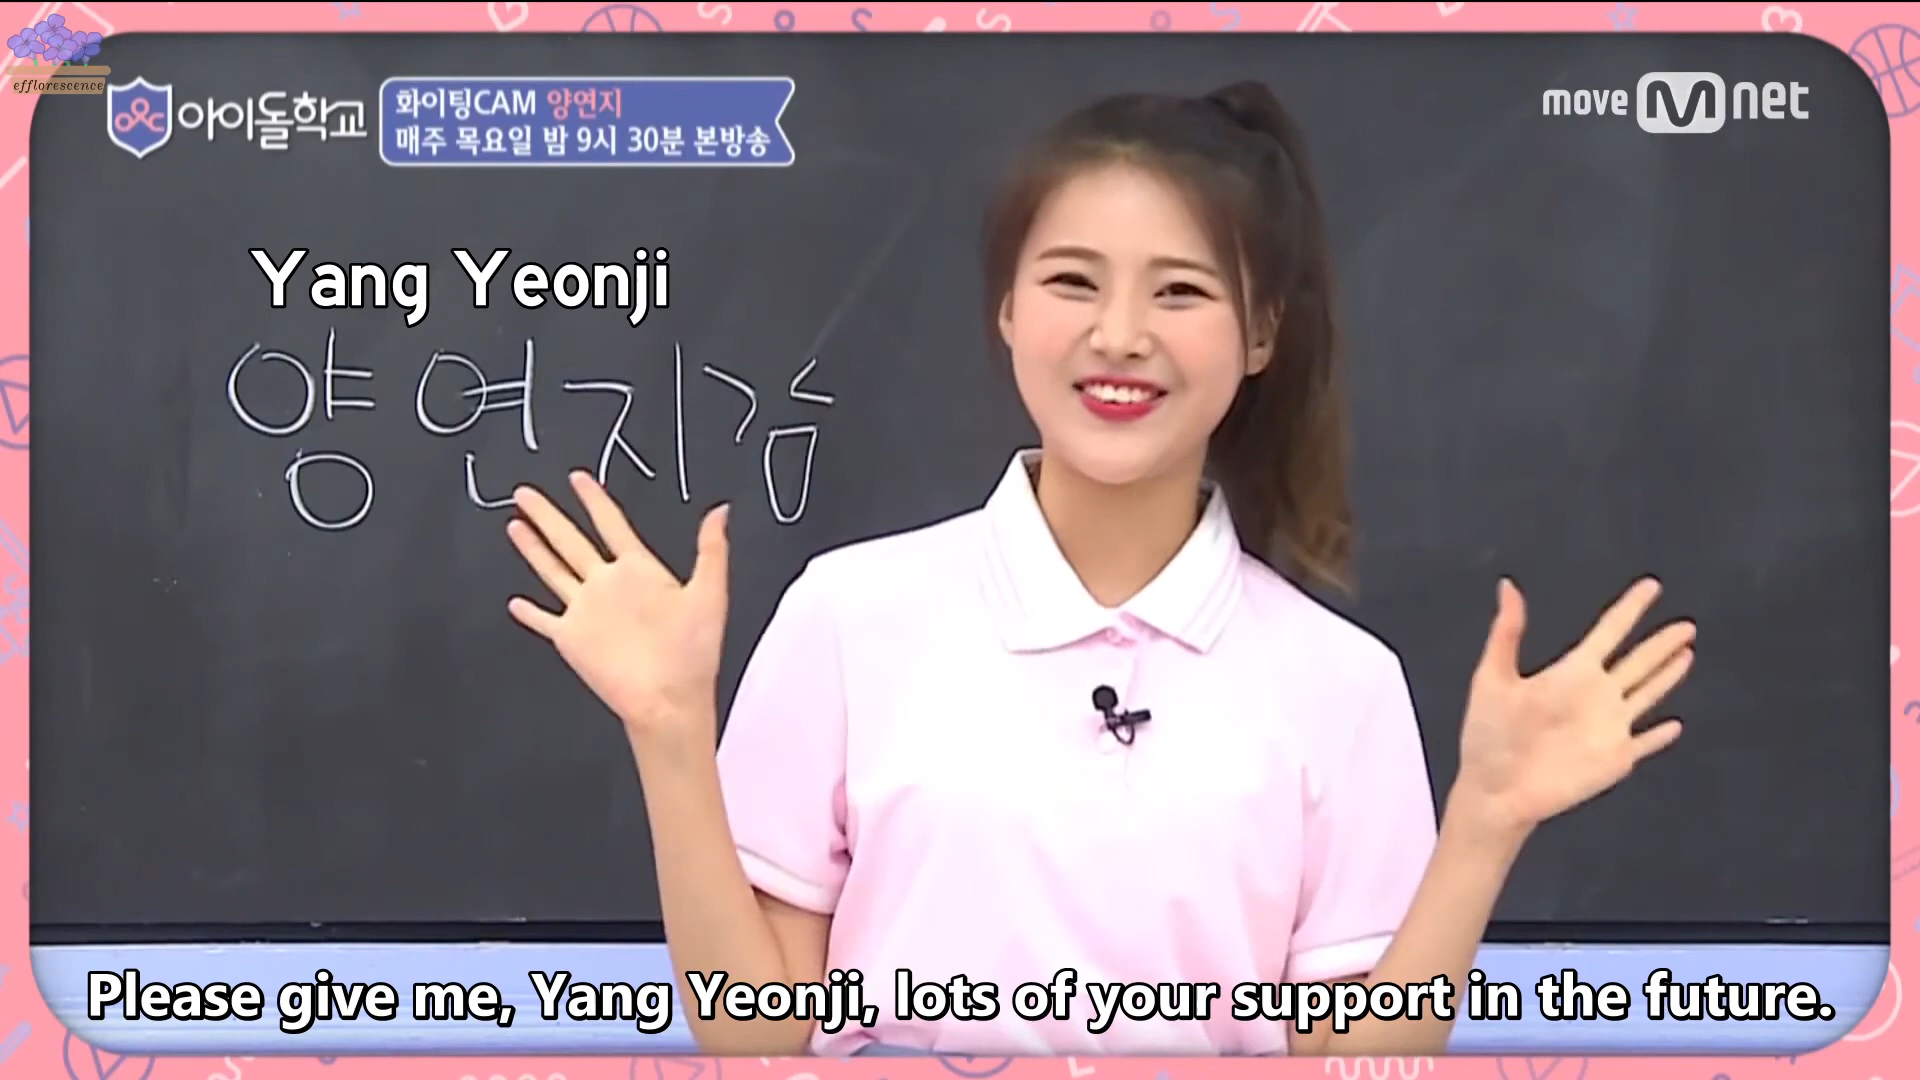 efflorescence
아이돌학교
화이팅CAM 양연지
매주 목요일 밤 9시 30분 본방송
move Mnet
Yang Yeonji
양연지
Please give me, Yang Yeonji, lots of your support in the future.